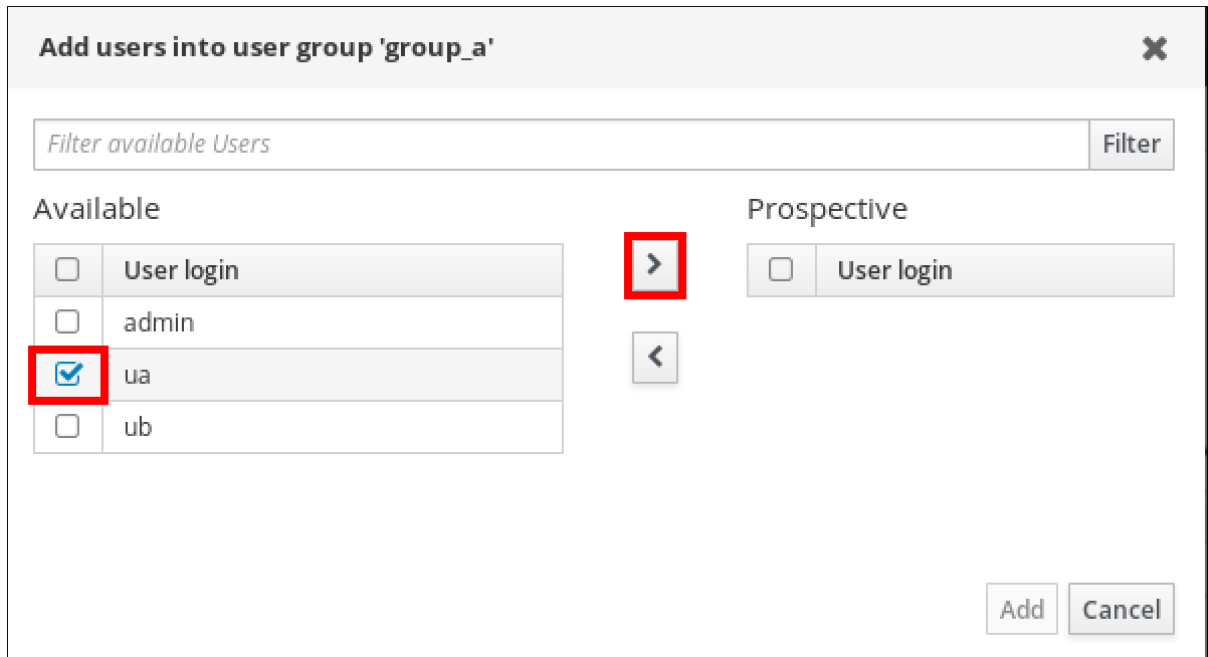 Add users into user group 'group_a'
Filter available Users
Filter
Available
Prospective
User login
User login
admin
ua
ub
Add
Cancel